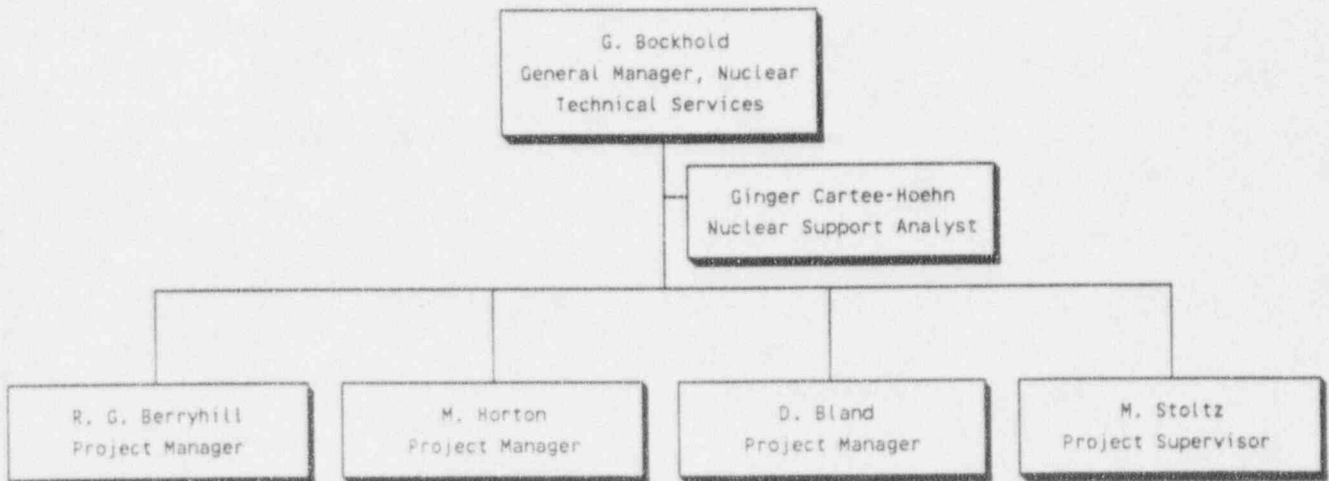 G. Bockhold
General Manager, Nuclear
Technical Services
Ginger Cartee-Hoehn
Nuclear Support Analyst
R. G. Berryhill
Project Manager
M. Horton
Project Manager
D. Bland
Project Manager
M. Stoltz
Project Supervisor